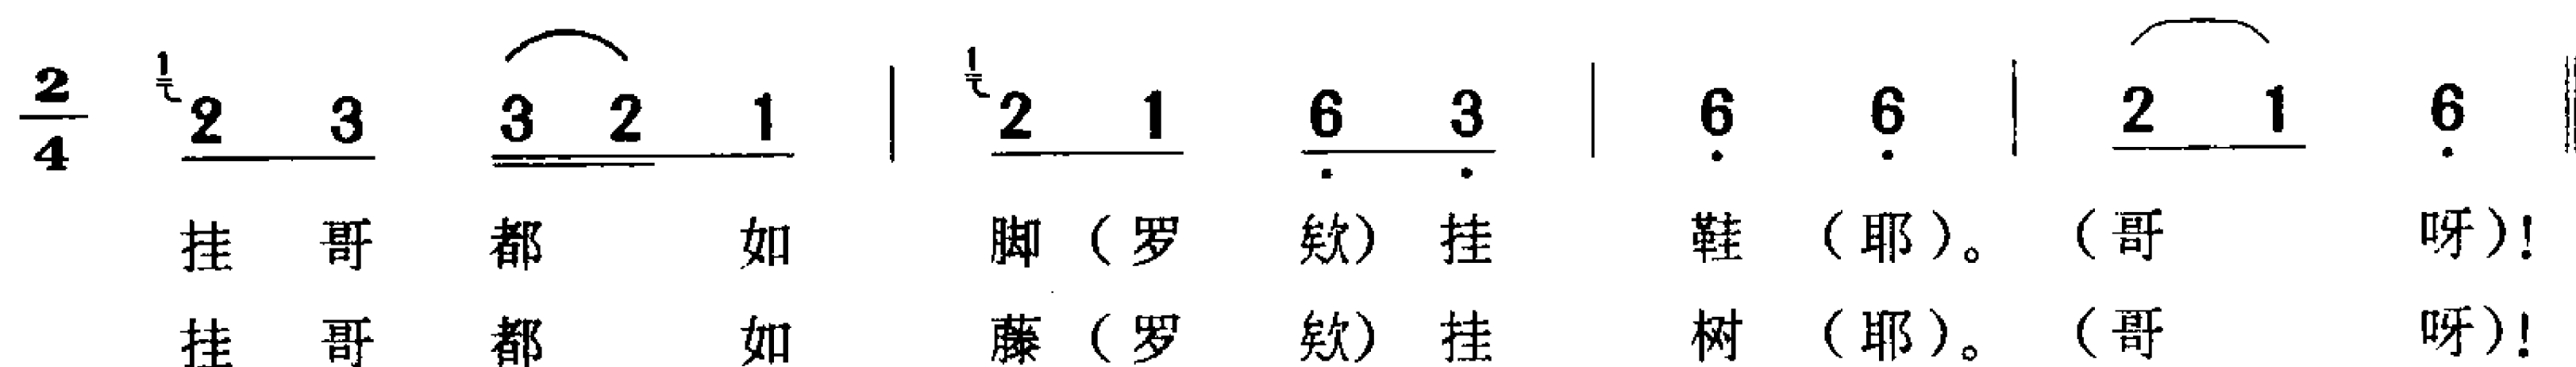 2/4 1 2 3 3 2 1 | 1 2 1 6 3 | 6 6 | 2 1 6 ‖
挂 哥 都 如 脚（罗 欸）挂 鞋（耶）。（哥 呀）！
挂 哥 都 如 藤（罗 欸）挂 树（耶）。（哥 呀）！